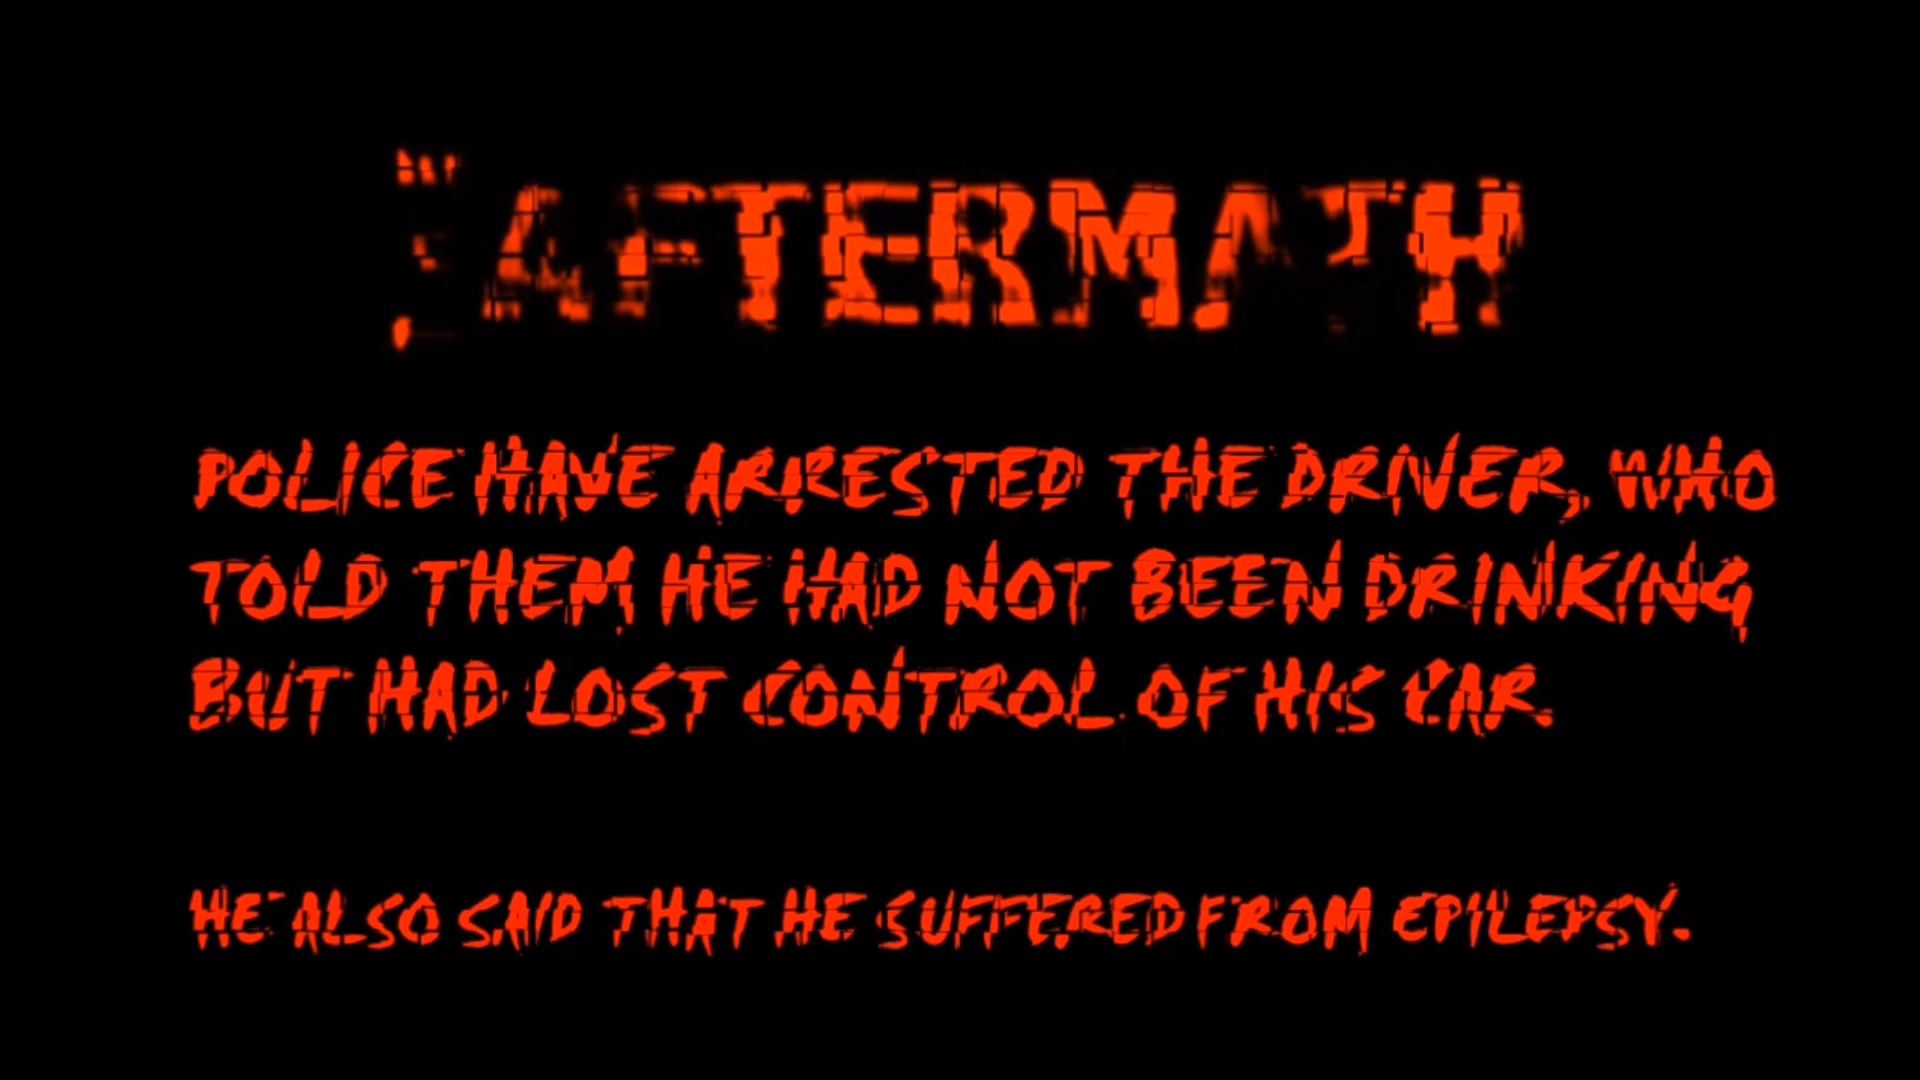 AFTERMATH
POLICE HAVE ARRESTED THE DRIVER, WHO
TOLD THEM HE HAD NOT BEEN DRINKING
BUT HAD LOST CONTROL OF HIS CAR.
HE ALSO SAID THAT HE SUFFERED FROM EPILEPSY.